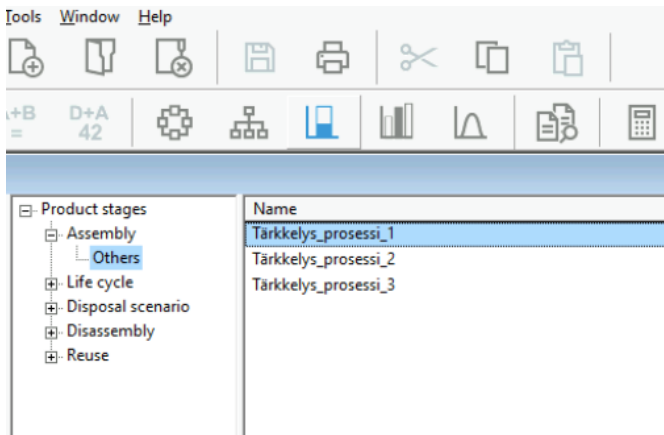 Tools Window Help
A+B
=
D+A
42
Product stages
Assembly
Others
Life cycle
Disposal scenario
Disassembly
Reuse
Name
Tärkkelys_prosessi_1
Tärkkelys_prosessi_2
Tärkkelys_prosessi_3